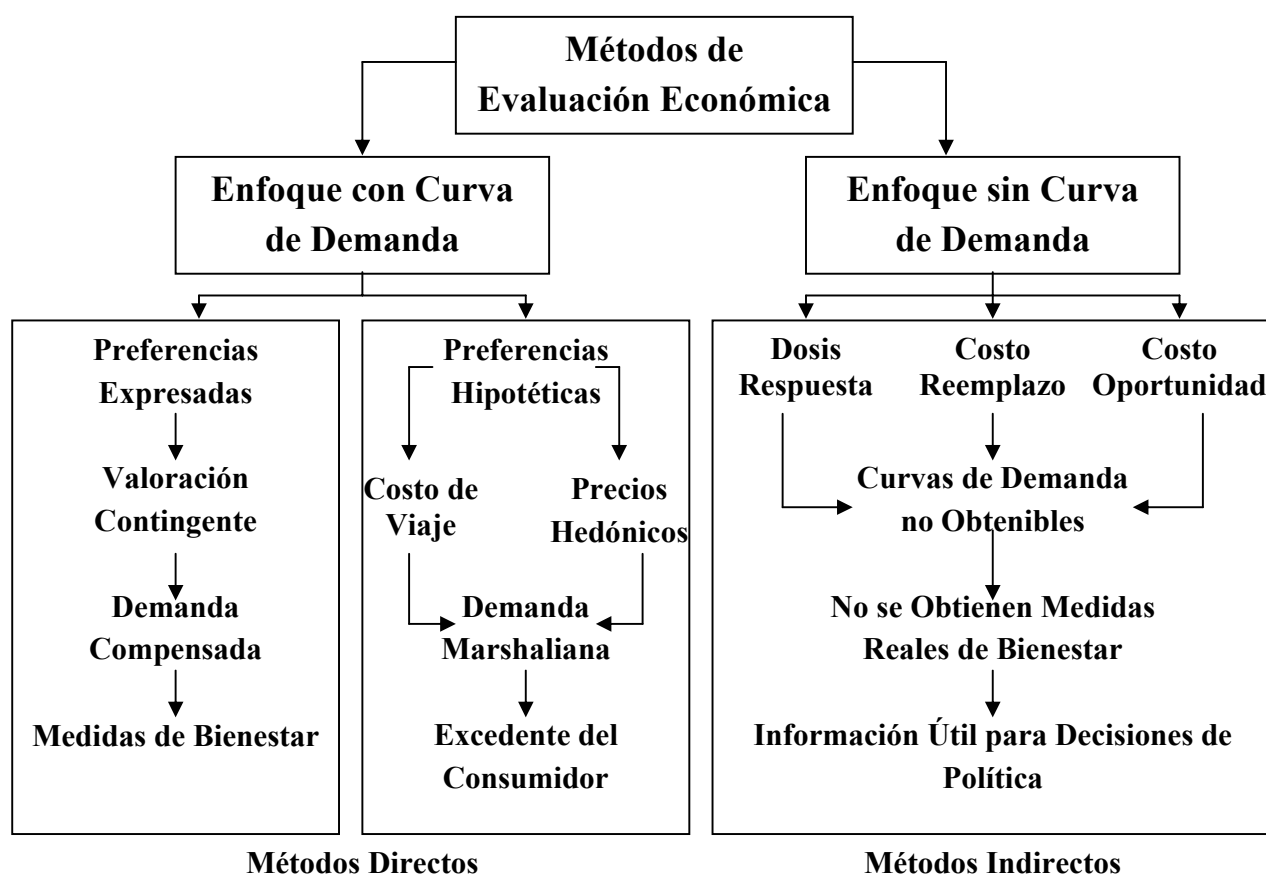 Métodos de
Evaluación Económica
Enfoque con Curva
de Demanda
Enfoque sin Curva
de Demanda
Preferencias
Expresadas
Valoración
Contingente
Demanda
Compensada
Medidas de Bienestar
Preferencias
Hipotéticas
Costo de
Viaje
Precios
Hedónicos
Demanda
Marshaliana
Excedente del
Consumidor
Dosis
Respuesta
Costo
Reemplazo
Costo
Oportunidad
Curvas de Demanda
no Obtenibles
No se Obtienen Medidas
Reales de Bienestar
Información Útil para Decisiones de
Política
Métodos Directos
Métodos Indirectos